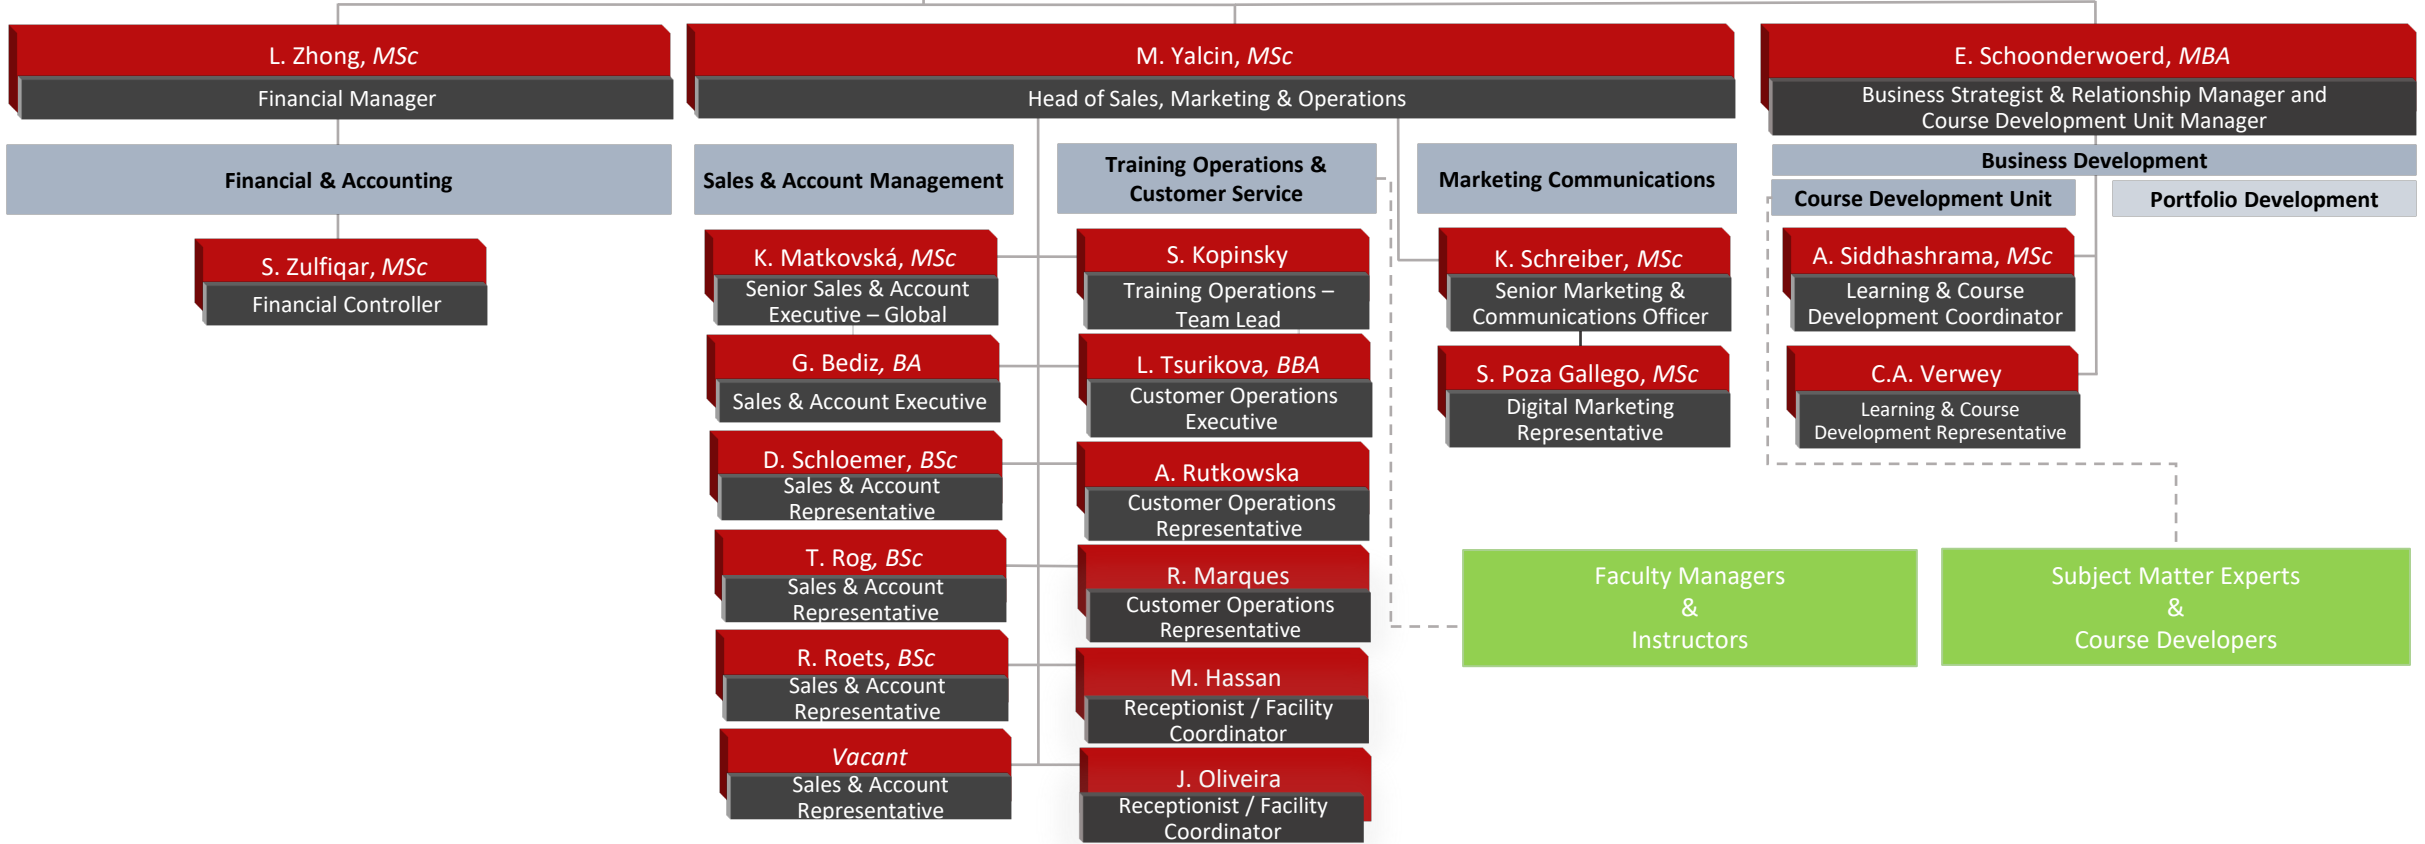 L. Zhong, MSc
Financial Manager
Financial & Accounting
S. Zulfiqar, MSc
Financial Controller
M. Yalcin, MSc
Head of Sales, Marketing & Operations
Sales & Account Management
K. Matkovská, MSc
Senior Sales & Account
Executive – Global
G. Bediz, BA
Sales & Account Executive
D. Schloemer, BSc
Sales & Account
Representative
T. Rog, BSc
Sales & Account
Representative
R. Roets, BSc
Sales & Account
Representative
Vacant
Sales & Account
Representative
Training Operations &
Customer Service
S. Kopinsky
Training Operations –
Team Lead
L. Tsurikova, BBA
Customer Operations
Executive
A. Rutkowska
Customer Operations
Representative
R. Marques
Customer Operations
Representative
M. Hassan
Receptionist / Facility
Coordinator
J. Oliveira
Receptionist / Facility
Coordinator
Marketing Communications
K. Schreiber, MSc
Senior Marketing &
Communications Officer
S. Poza Gallego, MSc
Digital Marketing
Representative
E. Schoonderwoerd, MBA
Business Strategist & Relationship Manager and
Course Development Unit Manager
Business Development
Course Development Unit
Portfolio Development
A. Siddhashrama, MSc
Learning & Course
Development Coordinator
C.A. Verwey
Learning & Course
Development Representative
Faculty Managers
&
Instructors
Subject Matter Experts
&
Course Developers